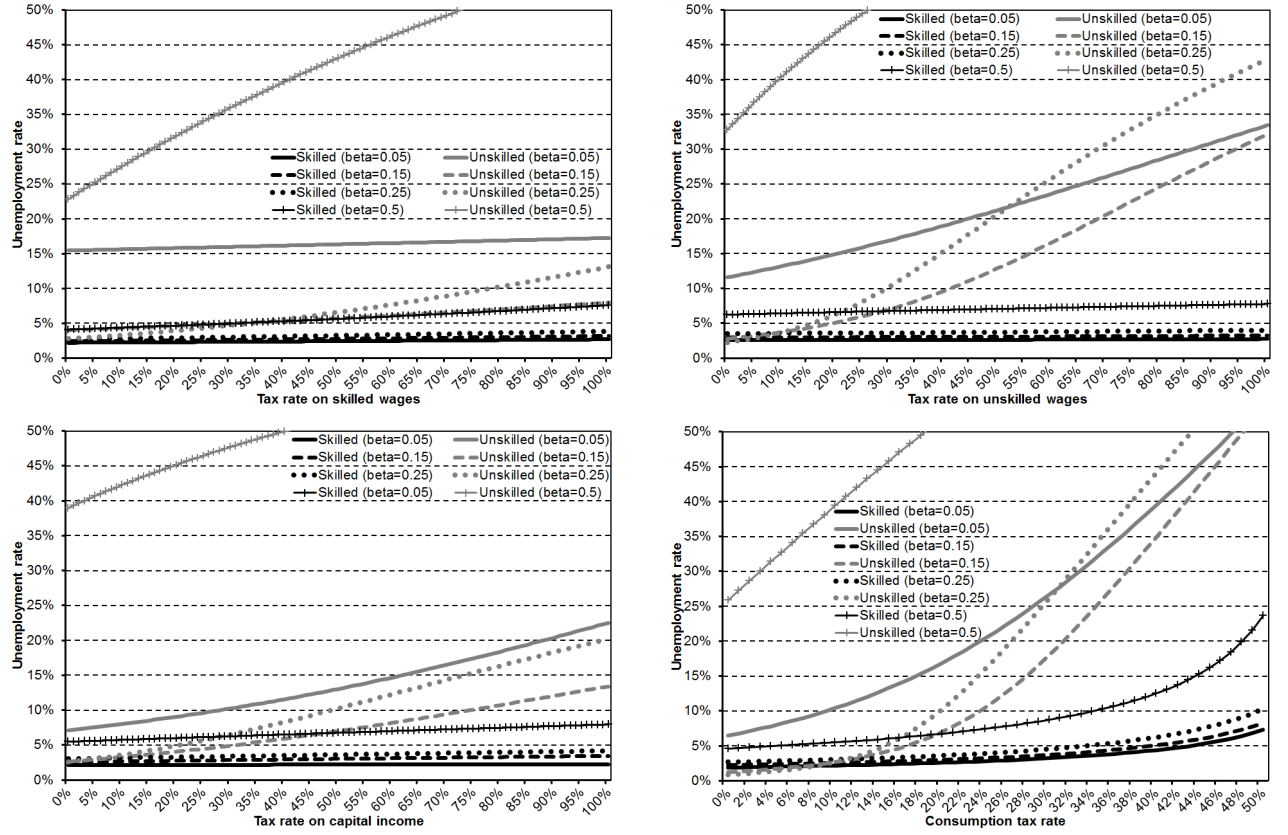 50%
45%
40%
35%
30%
25%
20%
15%
10%
5%
0%
Unemployment rate
Skilled (beta=0.05) Unskilled (beta=0.05)
Skilled (beta=0.15) Unskilled (beta=0.15)
Skilled (beta=0.25) Unskilled (beta=0.25)
Skilled (beta=0.5) Unskilled (beta=0.5)
0% 5% 10% 15% 20% 25% 30% 35% 40% 45% 50% 55% 60% 65% 70% 75% 80% 85% 90% 95% 100%
Tax rate on skilled wages
50%
45%
40%
35%
30%
25%
20%
15%
10%
5%
0%
Unemployment rate
Skilled (beta=0.05) Unskilled (beta=0.05)
Skilled (beta=0.15) Unskilled (beta=0.15)
Skilled (beta=0.25) Unskilled (beta=0.25)
Skilled (beta=0.5) Unskilled (beta=0.5)
0% 5% 10% 15% 20% 25% 30% 35% 40% 45% 50% 55% 60% 65% 70% 75% 80% 85% 90% 95% 100%
Tax rate on unskilled wages
50%
45%
40%
35%
30%
25%
20%
15%
10%
5%
0%
Unemployment rate
Skilled (beta=0.05) Unskilled (beta=0.05)
Skilled (beta=0.15) Unskilled (beta=0.15)
Skilled (beta=0.25) Unskilled (beta=0.25)
Skilled (beta=0.05) Unskilled (beta=0.5)
0% 5% 10% 15% 20% 25% 30% 35% 40% 45% 50% 55% 60% 65% 70% 75% 80% 85% 90% 95% 100%
Tax rate on capital income
50%
45%
40%
35%
30%
25%
20%
15%
10%
5%
0%
Unemployment rate
Skilled (beta=0.05)
Unskilled (beta=0.05)
Skilled (beta=0.15)
Unskilled (beta=0.15)
Skilled (beta=0.25)
Unskilled (beta=0.25)
Skilled (beta=0.5)
Unskilled (beta=0.5)
0% 2% 4% 6% 8% 10% 12% 14% 16% 18% 20% 22% 24% 26% 28% 30% 32% 34% 36% 38% 40% 42% 44% 46% 48% 50%
Consumption tax rate